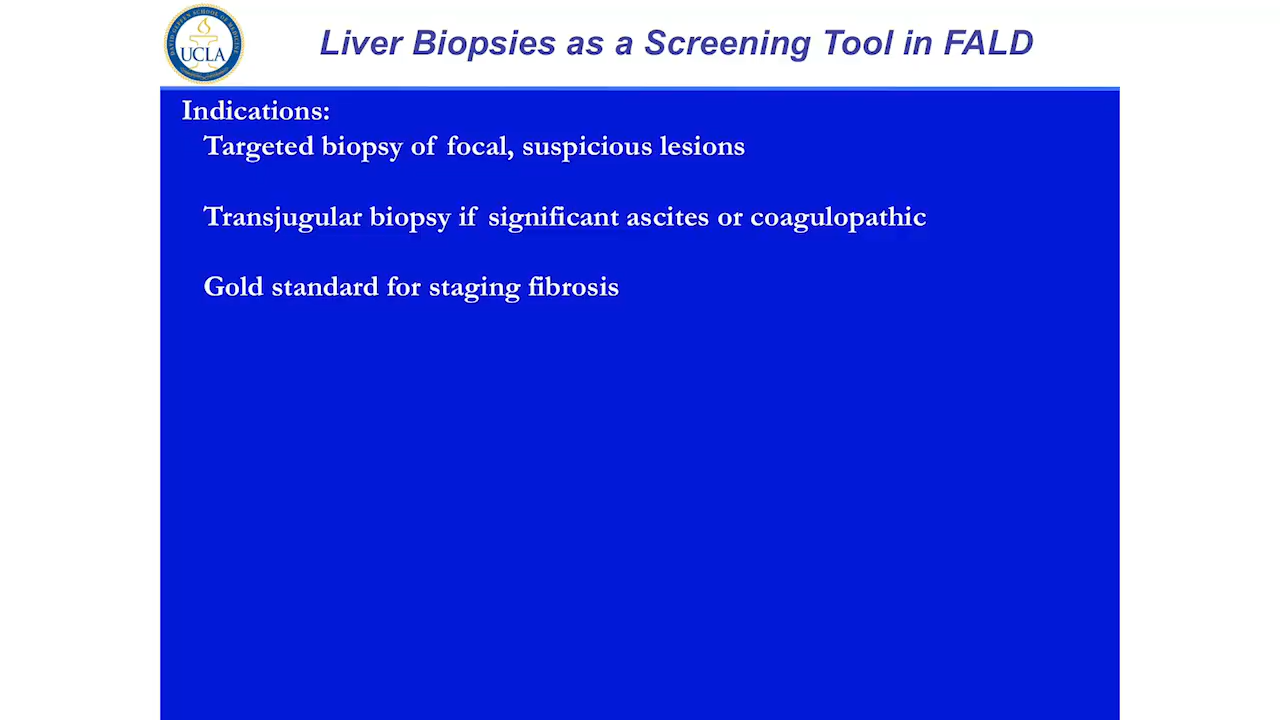 UCLA
Liver Biopsies as a Screening Tool in FALD
Indications:
Targeted biopsy of focal, suspicious lesions
Transjugular biopsy if significant ascites or coagulopathic
Gold standard for staging fibrosis